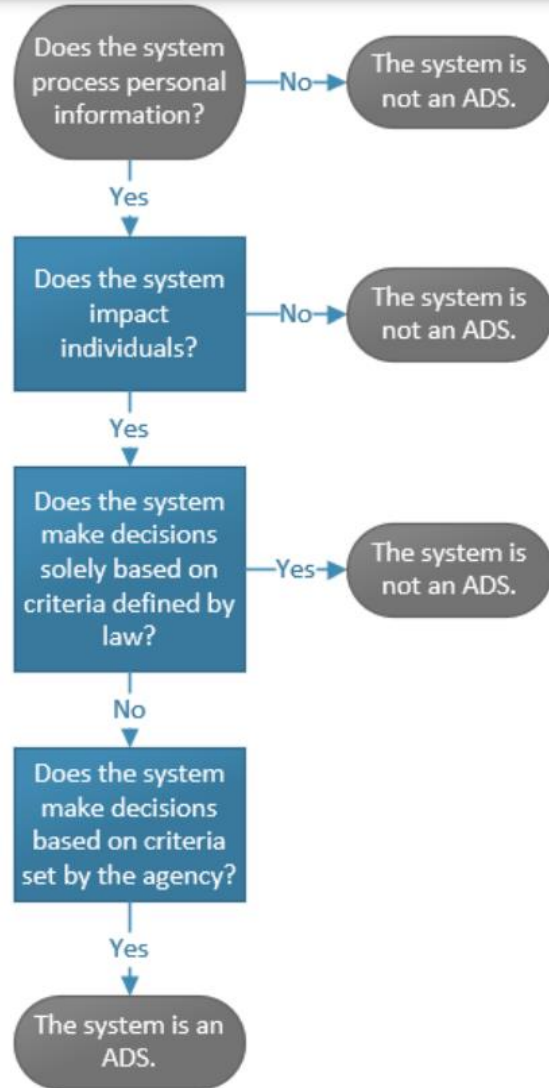 Does the system
process personal
information?
No
The system is
not an ADS.
Yes
Does the system
impact
individuals?
No
The system is
not an ADS.
Yes
Does the system
make decisions
solely based on
criteria defined by
law?
Yes
The system is
not an ADS.
No
Does the system
make decisions
based on criteria
set by the agency?
Yes
The system is an
ADS.